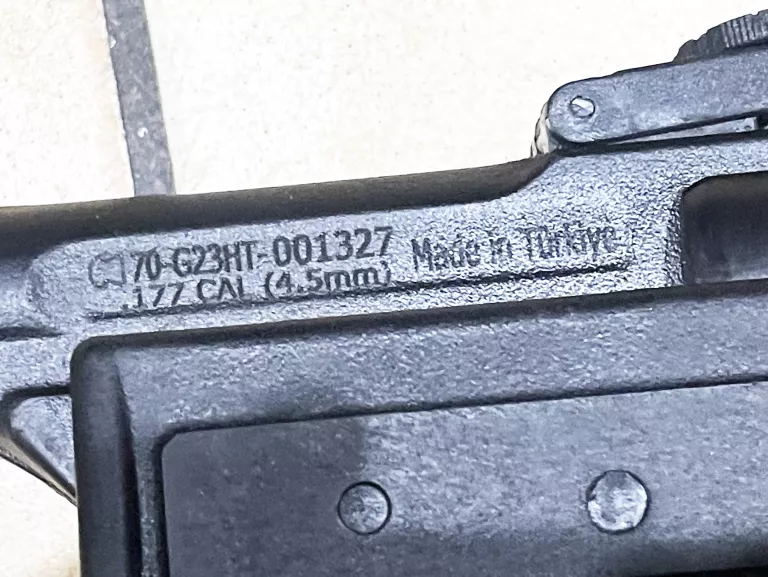 70-G23HT-001327 Made in Türkiye
.177 CAL (4.5mm)